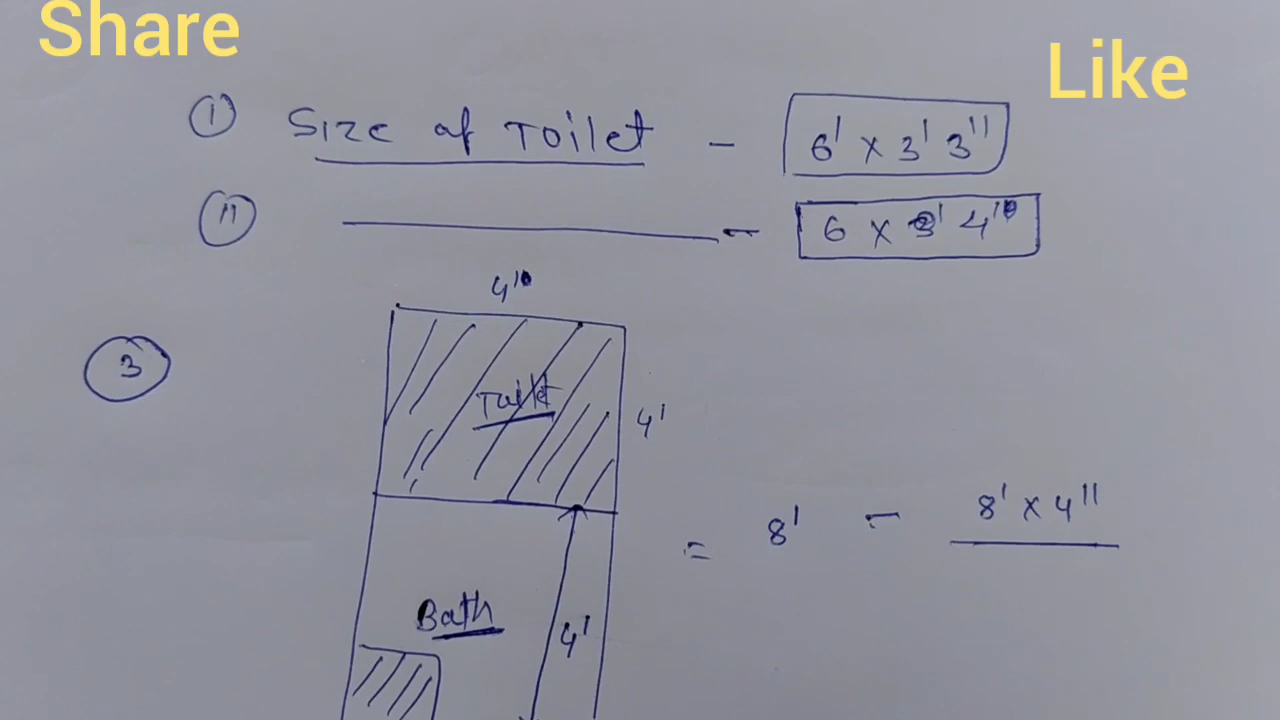 Share
Like
① Size of Toilet - 6' x 3' 3"
⑪ - 6 x 4"
4"
③
Toilet
4'
= 8' - 8' x 4"
Bath
4'